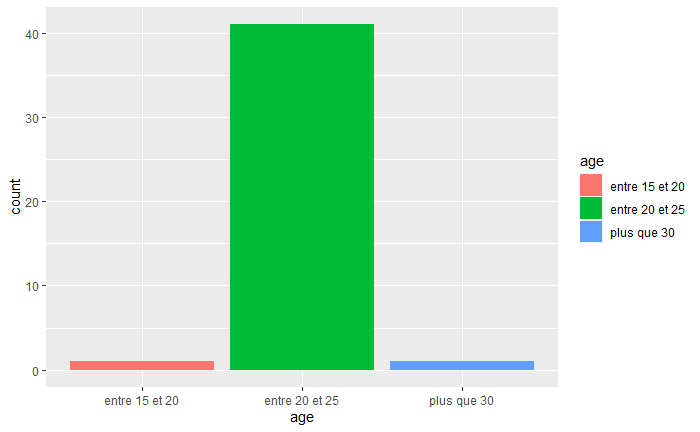 40
30
20
10
0
count
entre 15 et 20
entre 20 et 25
plus que 30
age
age
entre 15 et 20
entre 20 et 25
plus que 30